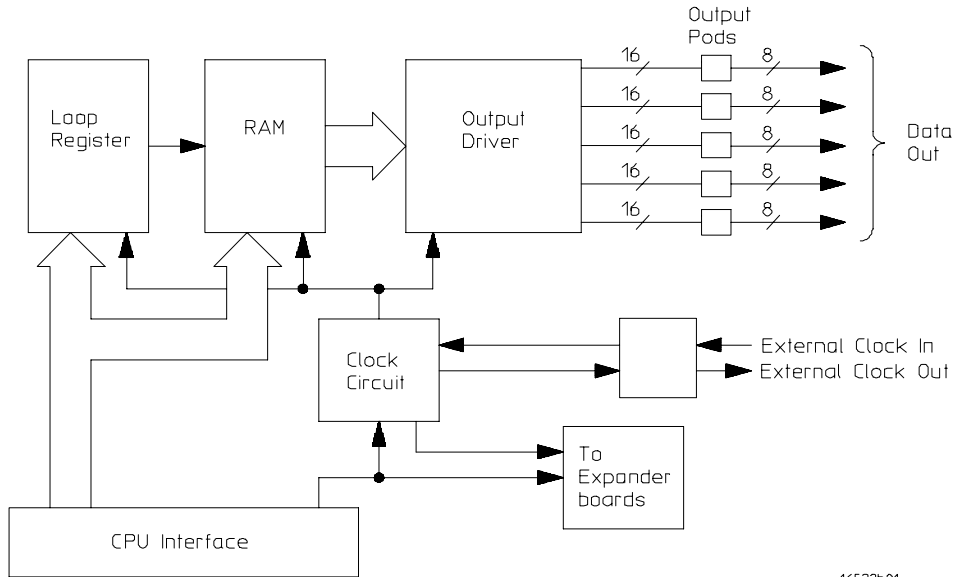 Output
Pods
16 8
16 8
16 8
16 8
16 8
Loop
Register
RAM
Output
Driver
Data
Out
Clock
Circuit
External Clock In
External Clock Out
To
Expander
boards
CPU Interface